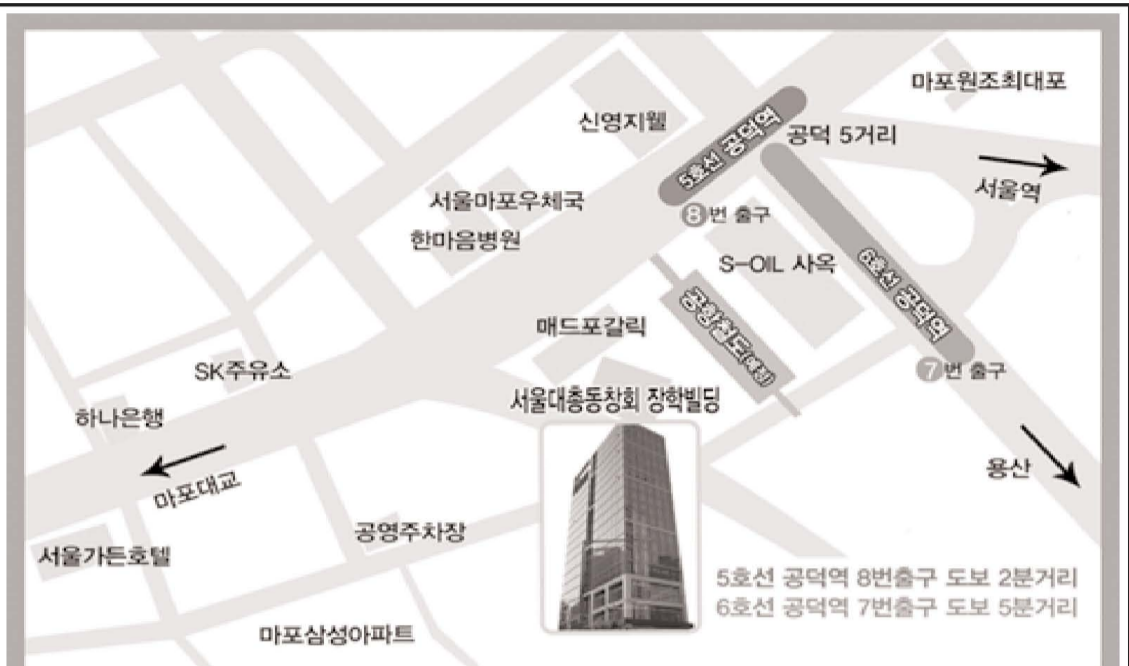 마포원조최대포
신영지웰
5호선 공덕역
공덕 5거리
서울역
서울마포우체국
8번 출구
한마음병원
S-OIL 사옥
6호선 공덕역
공항철도(예정)
매드포갈릭
SK주유소
7번 출구
서울대총동창회 장학빌딩
하나은행
마포대교
용산
공영주차장
서울가든호텔
5호선 공덕역 8번출구 도보 2분거리
6호선 공덕역 7번출구 도보 5분거리
마포삼성아파트